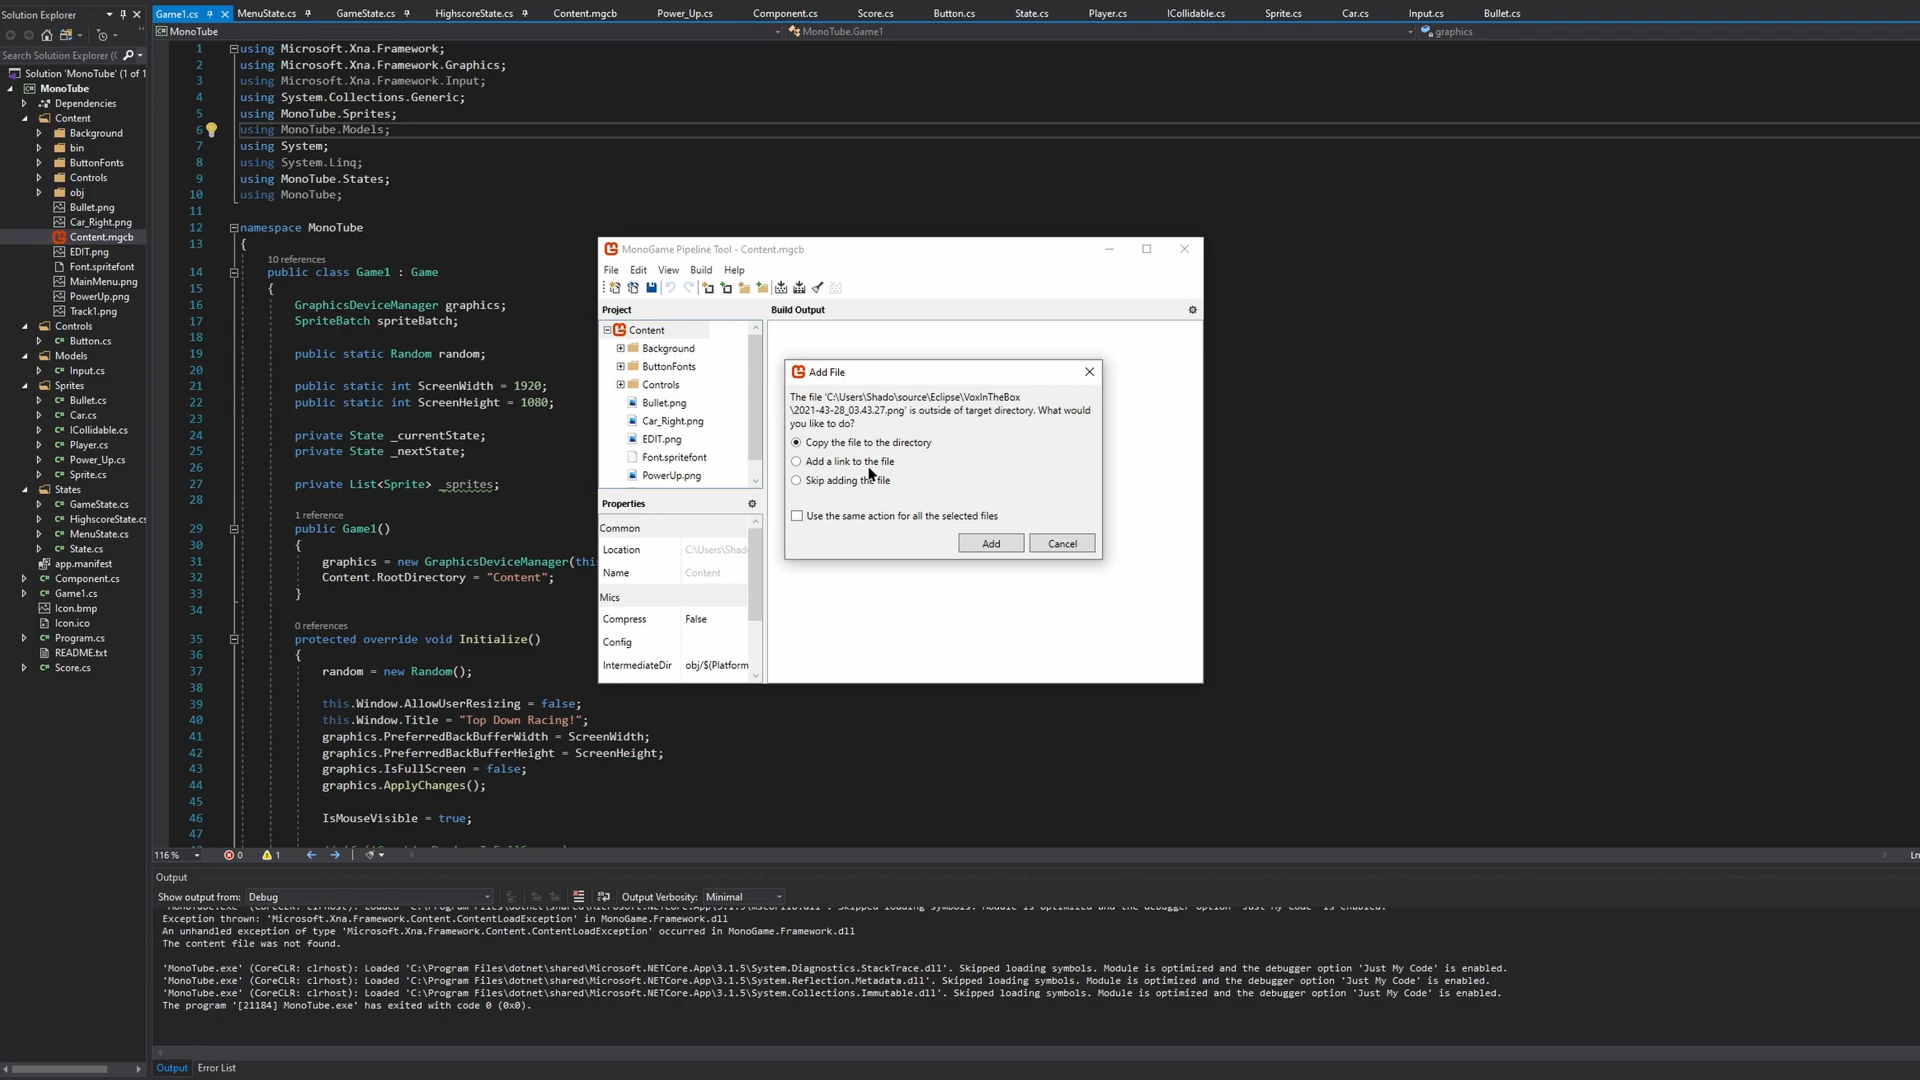 Solution Explorer
Search Solution Explorer (
Solution 'MonoTube' (1 of 1
MonoTube
Dependencies
Content
Background
bin
ButtonFonts
Controls
obj
Bullet.png
Car_Right.png
Content.mgcb
EDIT.png
Font.spritefont
MainMenu.png
PowerUp.png
Track1.png
Controls
Button.cs
Models
Input.cs
Sprites
Bullet.cs
Car.cs
ICollidable.cs
Player.cs
Power_Up.cs
Sprite.cs
States
GameState.cs
HighscoreState.cs
MenuState.cs
State.cs
app.manifest
Component.cs
Game1.cs
Icon.bmp
Icon.ico
Program.cs
README.txt
Score.cs
Game1.cs MenuState.cs GameState.cs HighscoreState.cs Content.mgcb Power_Up.cs Component.cs Score.cs Button.cs State.cs Player.cs ICollidable.cs Sprite.cs Car.cs Input.cs Bullet.cs
MonoTube MonoTube.Game1 graphics
1 using Microsoft.Xna.Framework;
2 using Microsoft.Xna.Framework.Graphics;
3 using Microsoft.Xna.Framework.Input;
4 using System.Collections.Generic;
5 using MonoTube.Sprites;
6 using MonoTube.Models;
7 using System;
8 using System.Linq;
9 using MonoTube.States;
10 using MonoTube;
11
12 namespace MonoTube
13 {
10 references
14 public class Game1 : Game
15 {
16 GraphicsDeviceManager graphics;
17 SpriteBatch spriteBatch;
18
19 public static Random random;
20
21 public static int ScreenWidth = 1920;
22 public static int ScreenHeight = 1080;
23
24 private State _currentState;
25 private State _nextState;
26
27 private List<Sprite> _sprites;
28
1 reference
29 public Game1()
30 {
31 graphics = new GraphicsDeviceManager(thi
32 Content.RootDirectory = "Content";
33 }
34
0 references
35 protected override void Initialize()
36 {
37 random = new Random();
38
39 this.Window.AllowUserResizing = false;
40 this.Window.Title = "Top Down Racing!";
41 graphics.PreferredBackBufferWidth = ScreenWidth;
42 graphics.PreferredBackBufferHeight = ScreenHeight;
43 graphics.IsFullScreen = false;
44 graphics.ApplyChanges();
45
46 IsMouseVisible = true;
47
MonoGame Pipeline Tool - Content.mgcb
File Edit View Build Help
Project
Content
Background
ButtonFonts
Controls
Bullet.png
Car_Right.png
EDIT.png
Font.spritefont
PowerUp.png
Build Output
Properties
Common
Location C:\Users\Shado
Name Content
Mics
Compress False
Config
IntermediateDir obj/$(Platform
Add File
The file 'C:\Users\Shado\source\Eclipse\VoxInTheBox
\2021-43-28_03.43.27.png' is outside of target directory. What would
you like to do?
Copy the file to the directory
Add a link to the file
Skip adding the file
Use the same action for all the selected files
Add Cancel
116 % 0 1 Ln
Output
Show output from: Debug Output Verbosity: Minimal
Exception thrown: 'Microsoft.Xna.Framework.Content.ContentLoadException' in MonoGame.Framework.dll
An unhandled exception of type 'Microsoft.Xna.Framework.Content.ContentLoadException' occurred in MonoGame.Framework.dll
The content file was not found.
'MonoTube.exe' (CoreCLR: clrhost): Loaded 'C:\Program Files\dotnet\shared\Microsoft.NETCore.App\3.1.5\System.Diagnostics.StackTrace.dll'. Skipped loading symbols. Module is optimized and the debugger option 'Just My Code' is enabled.
'MonoTube.exe' (CoreCLR: clrhost): Loaded 'C:\Program Files\dotnet\shared\Microsoft.NETCore.App\3.1.5\System.Reflection.Metadata.dll'. Skipped loading symbols. Module is optimized and the debugger option 'Just My Code' is enabled.
'MonoTube.exe' (CoreCLR: clrhost): Loaded 'C:\Program Files\dotnet\shared\Microsoft.NETCore.App\3.1.5\System.Collections.Immutable.dll'. Skipped loading symbols. Module is optimized and the debugger option 'Just My Code' is enabled.
The program '[21184] MonoTube.exe' has exited with code 0 (0x0).
Output Error List